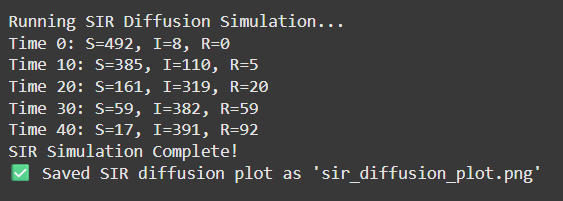 Running SIR Diffusion Simulation...
Time 0: S=492, I=8, R=0
Time 10: S=385, I=110, R=5
Time 20: S=161, I=319, R=20
Time 30: S=59, I=382, R=59
Time 40: S=17, I=391, R=92
SIR Simulation Complete!
✅ Saved SIR diffusion plot as 'sir_diffusion_plot.png'